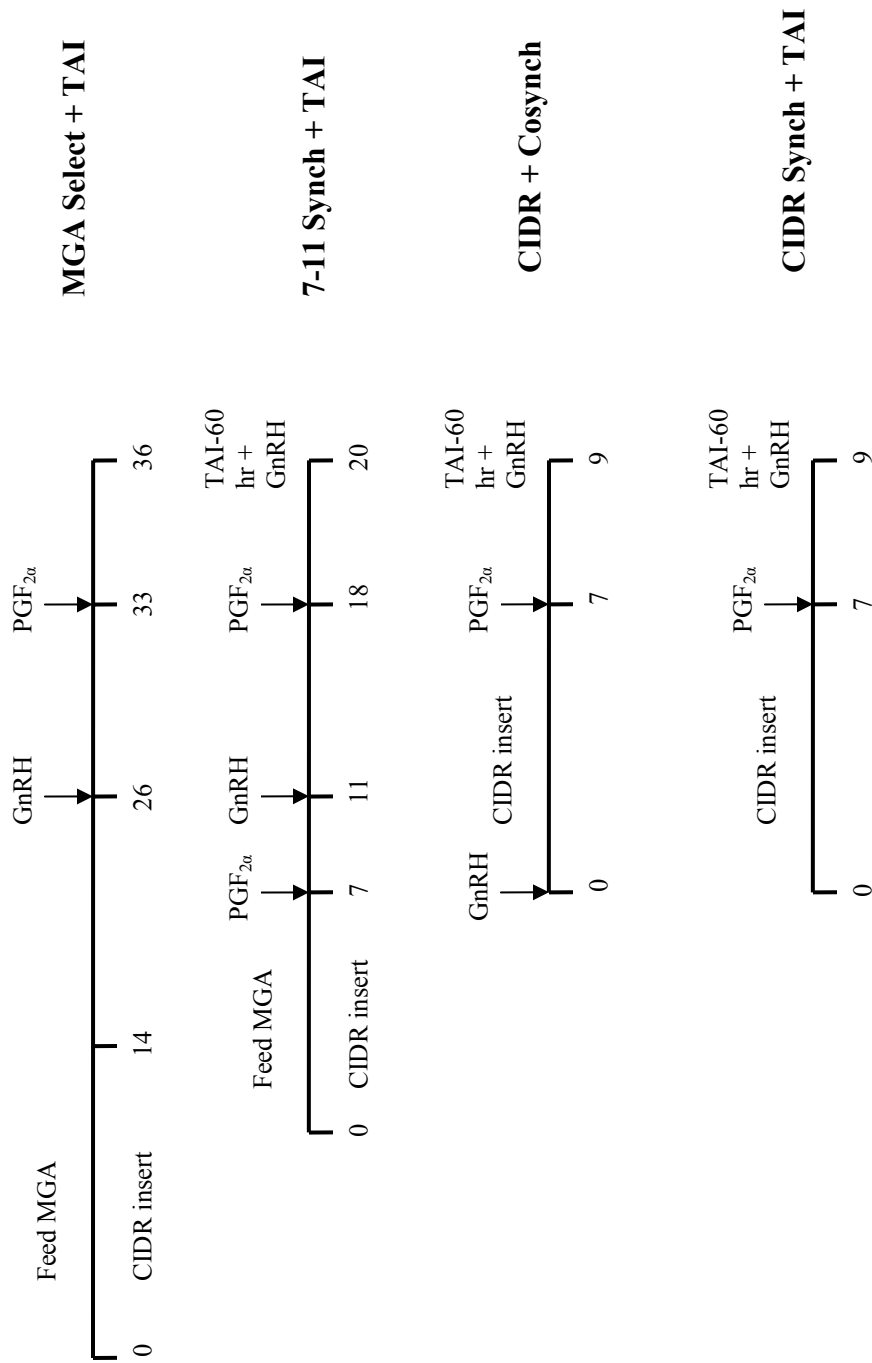 MGA Select + TAI
PGF2α
GnRH
Feed MGA
CIDR insert
0
14
26
33
36
7-11 Synch + TAI
TAI-60
hr +
GnRH
PGF2α
GnRH
PGF2α
Feed MGA
CIDR insert
0
7
11
18
20
CIDR + Cosynch
TAI-60
hr +
GnRH
PGF2α
GnRH
CIDR insert
0
7
9
CIDR Synch + TAI
TAI-60
hr +
GnRH
PGF2α
CIDR insert
0
7
9